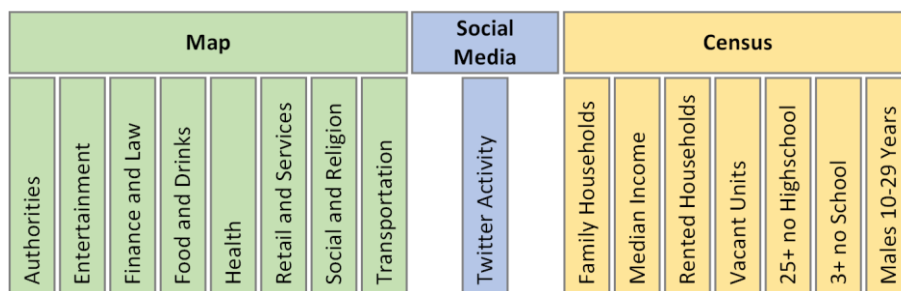 Map
Social
Media
Census
Authorities
Entertainment
Finance and Law
Food and Drinks
Health
Retail and Services
Social and Religion
Transportation
Twitter Activity
Family Households
Median Income
Rented Households
Vacant Units
25+ no Highschool
3+ no School
Males 10-29 Years